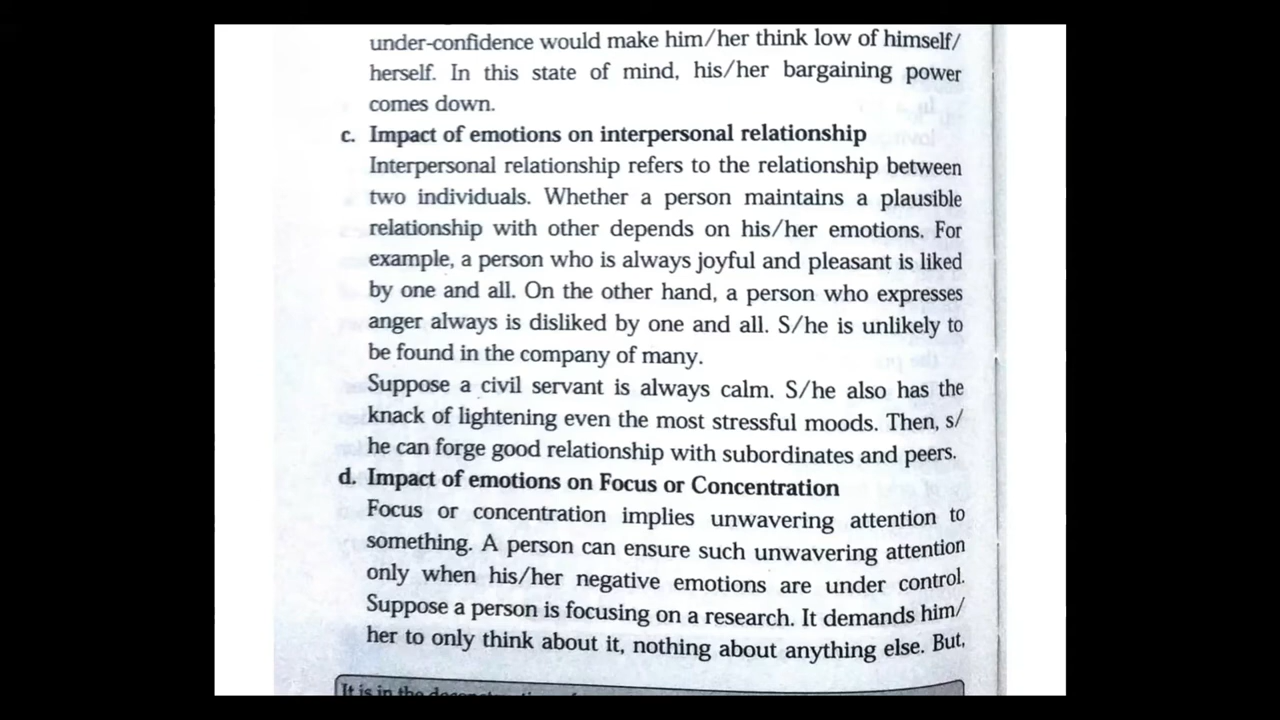 under-confidence would make him/her think low of himself/
herself. In this state of mind, his/her bargaining power
comes down.
c. Impact of emotions on interpersonal relationship
Interpersonal relationship refers to the relationship between
two individuals. Whether a person maintains a plausible
relationship with other depends on his/her emotions. For
example, a person who is always joyful and pleasant is liked
by one and all. On the other hand, a person who expresses
anger always is disliked by one and all. S/he is unlikely to
be found in the company of many.
Suppose a civil servant is always calm. S/he also has the
knack of lightening even the most stressful moods. Then, s/
he can forge good relationship with subordinates and peers.
d. Impact of emotions on Focus or Concentration
Focus or concentration implies unwavering attention to
something. A person can ensure such unwavering attention
only when his/her negative emotions are under control.
Suppose a person is focusing on a research. It demands him/
her to only think about it, nothing about anything else. But,
It is in the